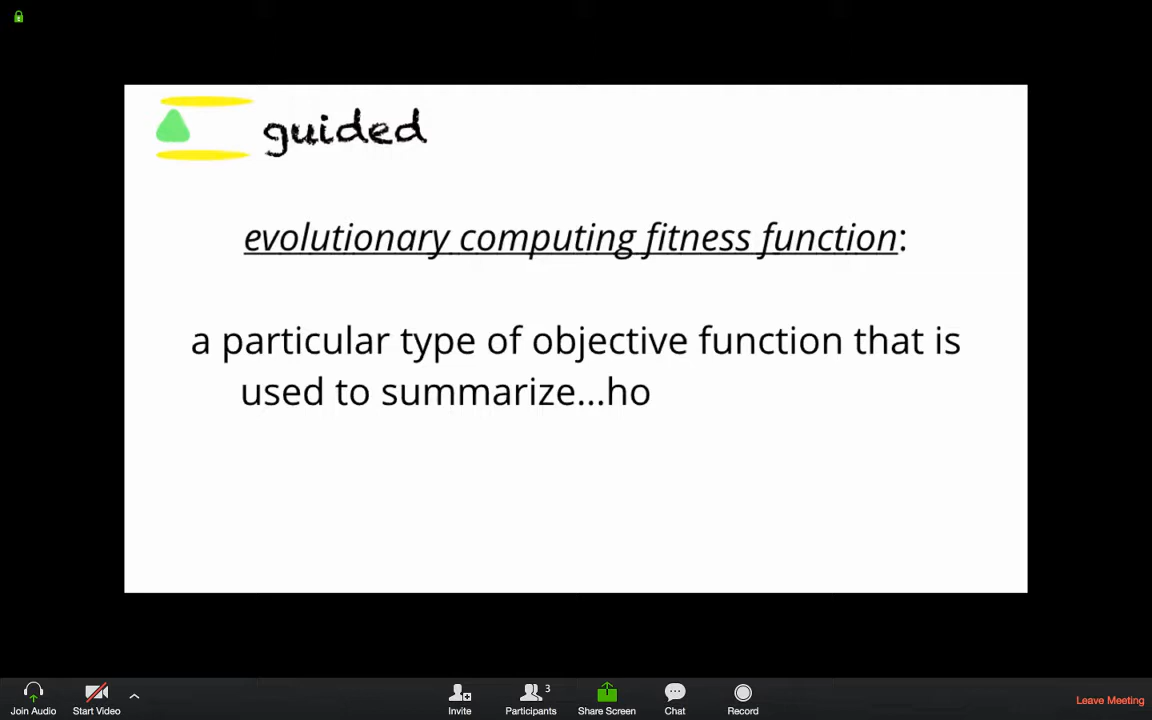 guided
evolutionary computing fitness function:
a particular type of objective function that is
used to summarize...ho
3
Join Audio
Start Video
Invite
Participants
Share Screen
Chat
Record
Leave Meeting